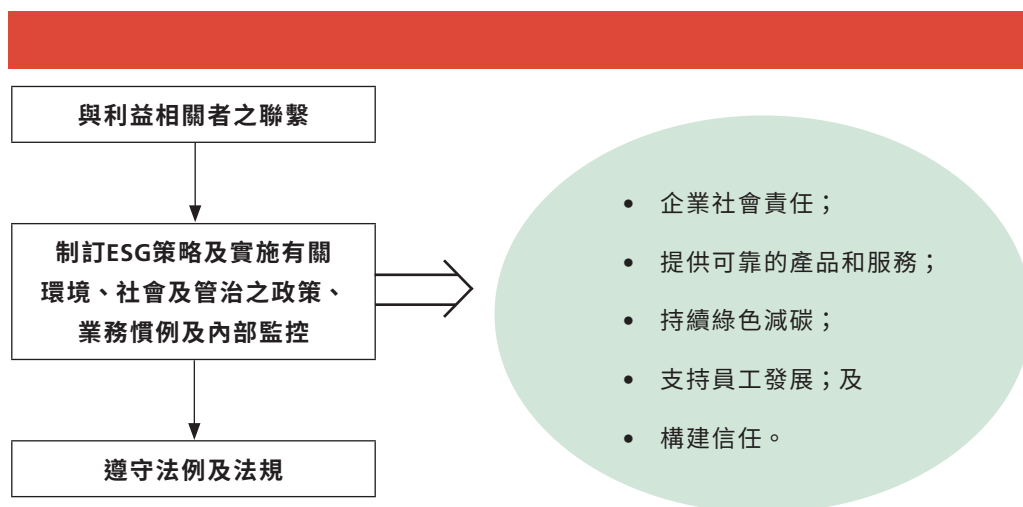 與利益相關者之聯繫
制訂ESG策略及實施有關
環境、社會及管治之政策、
業務慣例及內部監控
遵守法例及法規
• 企業社會責任；
• 提供可靠的產品和服務；
• 持續綠色減碳；
• 支持員工發展；及
• 構建信任。